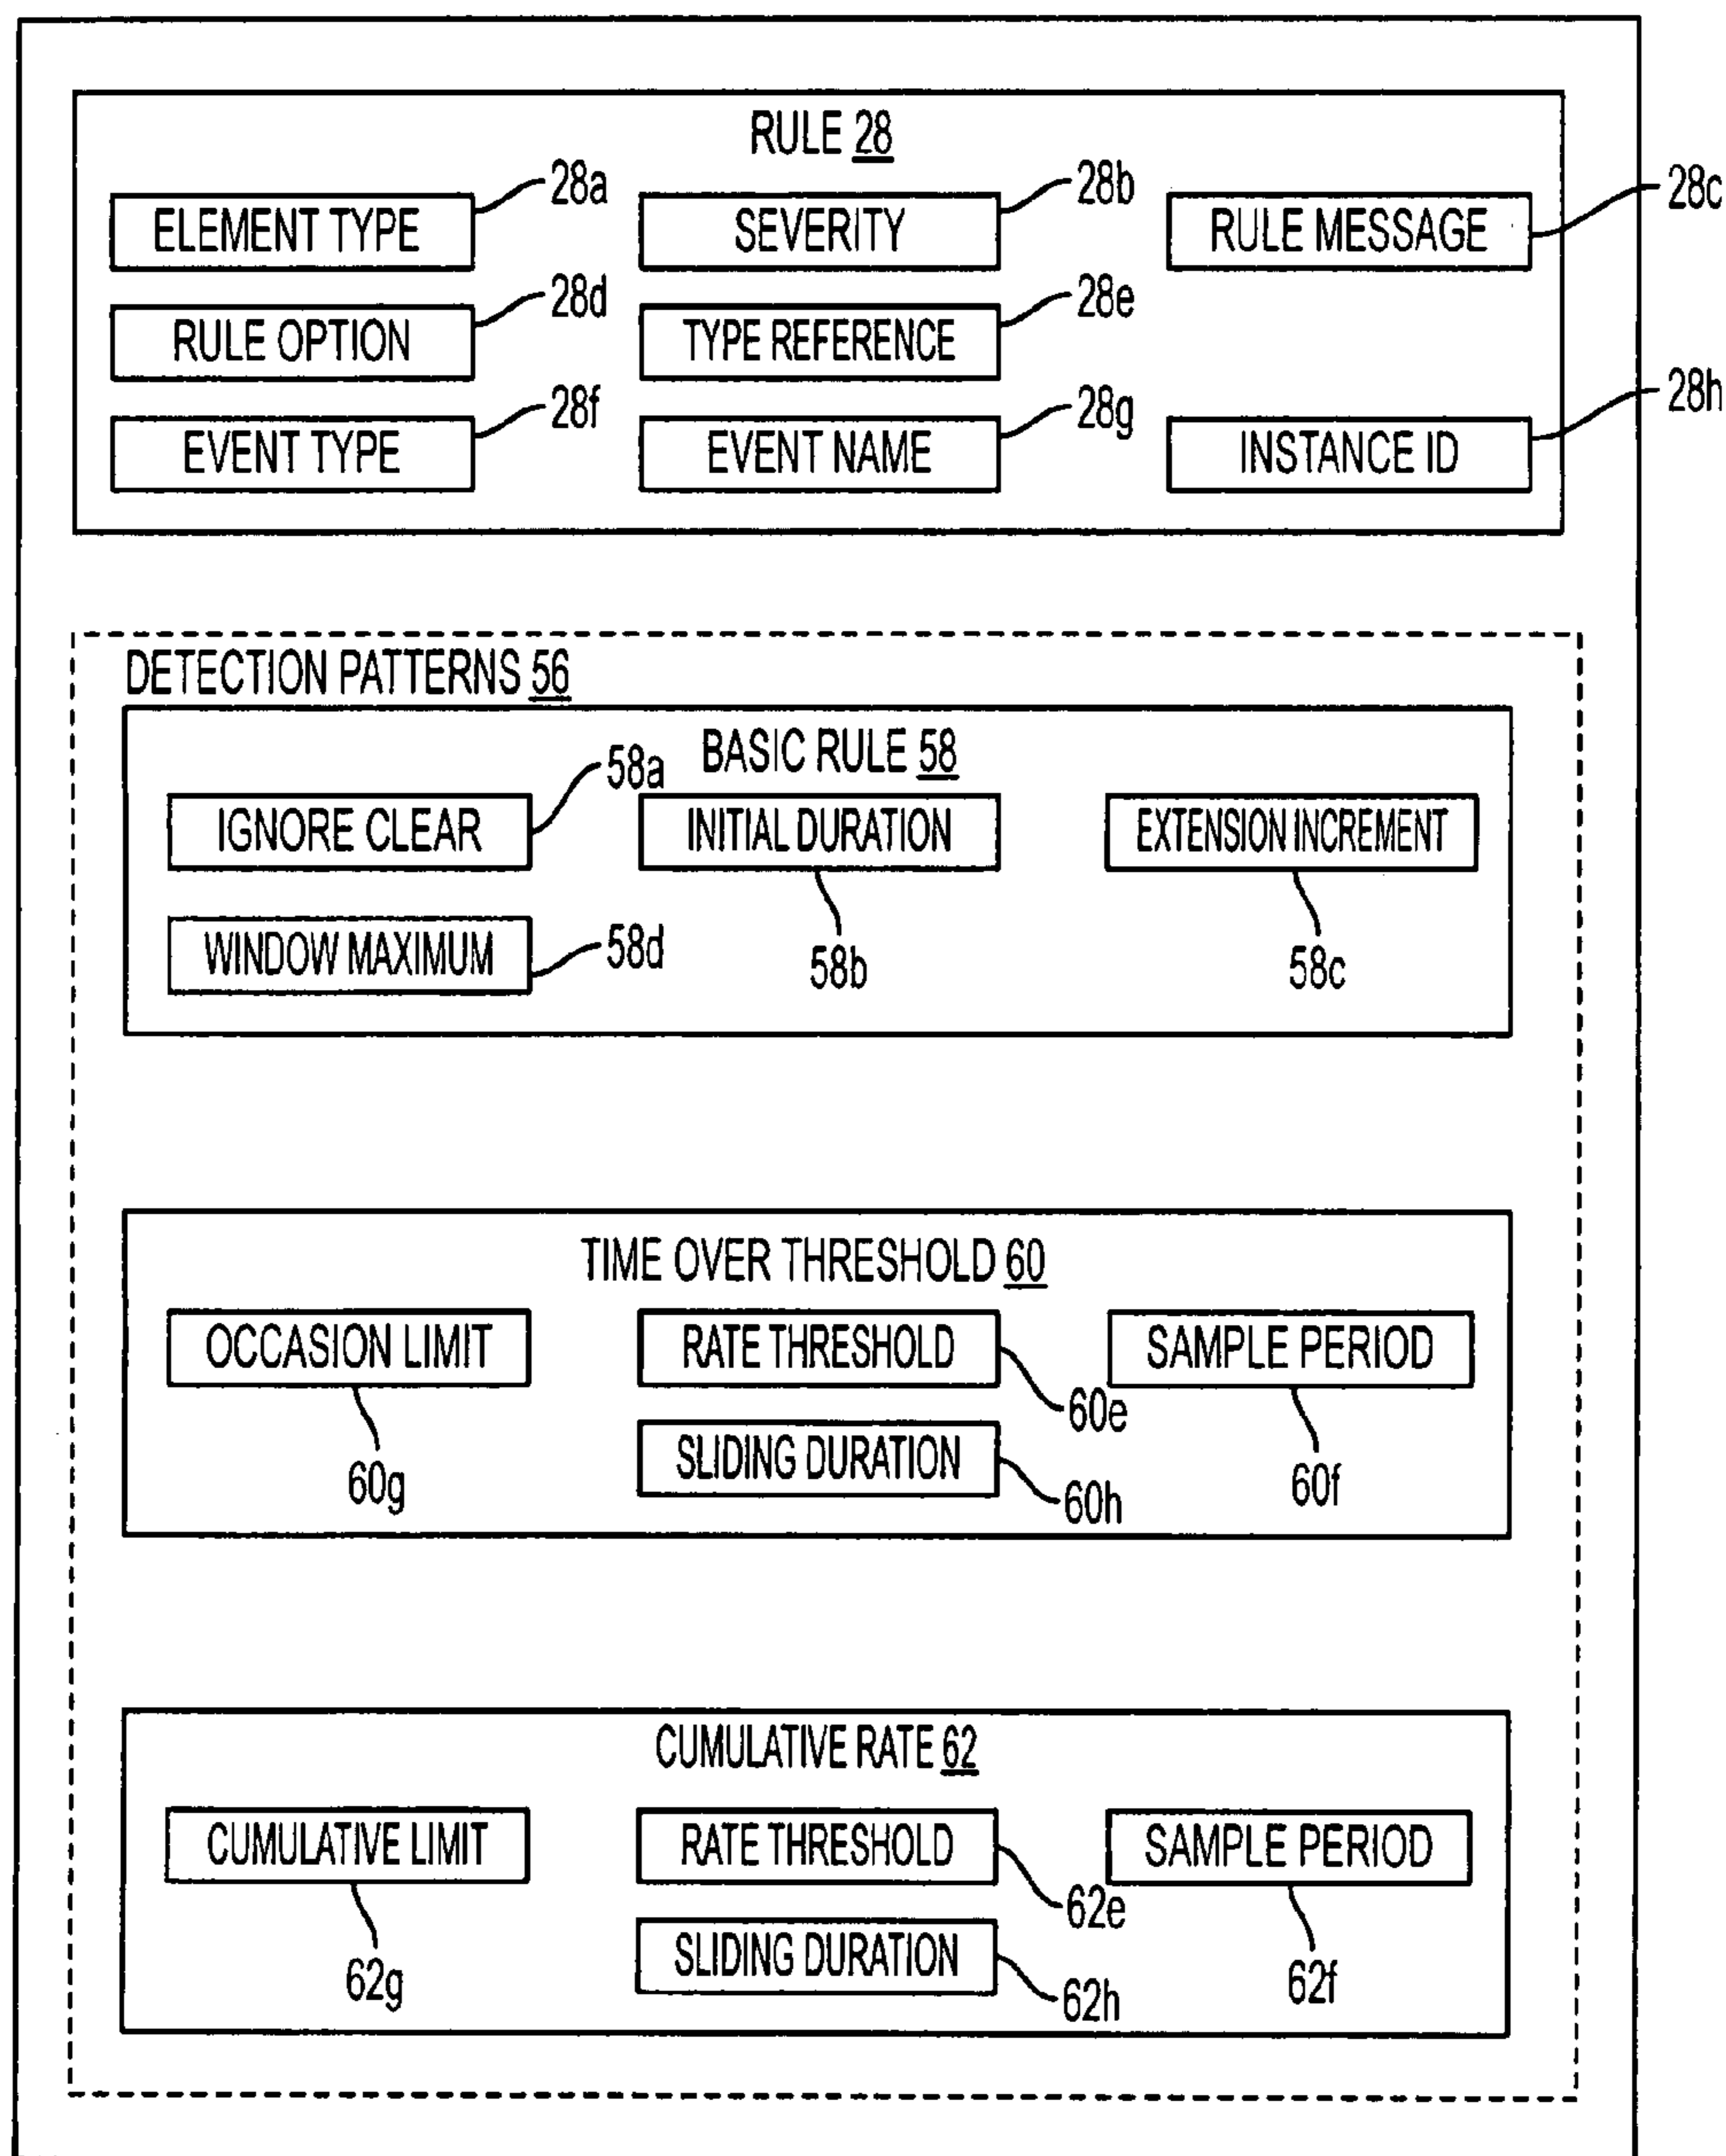 RULE 28
ELEMENT TYPE 28a SEVERITY 28b RULE MESSAGE 28c
RULE OPTION 28d TYPE REFERENCE 28e
EVENT TYPE 28f EVENT NAME 28g INSTANCE ID 28h
DETECTION PATTERNS 56
BASIC RULE 58
IGNORE CLEAR 58a INITIAL DURATION EXTENSION INCREMENT
WINDOW MAXIMUM 58d 58b 58c
TIME OVER THRESHOLD 60
OCCASION LIMIT RATE THRESHOLD SAMPLE PERIOD
60e
SLIDING DURATION
60g 60h 60f
CUMULATIVE RATE 62
CUMULATIVE LIMIT RATE THRESHOLD SAMPLE PERIOD
62e
SLIDING DURATION
62g 62h 62f